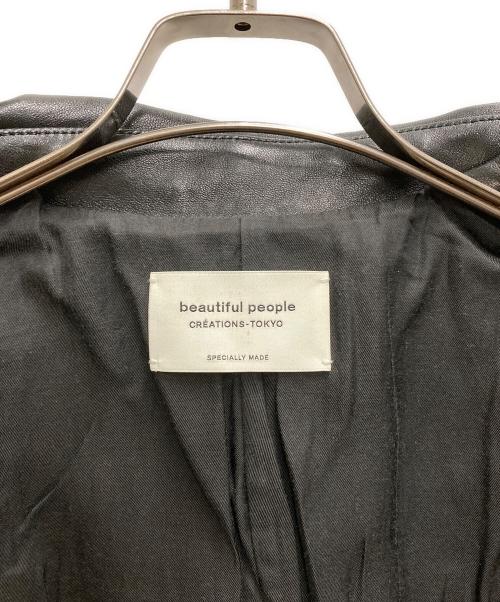 beautiful people
CRÉATIONS-TOKYO
SPECIALLY MADE